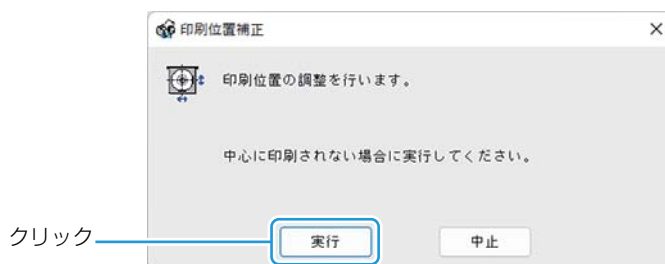 印刷位置補正
印刷位置の調整を行います。
中心に印刷されない場合に実行してください。
クリック
実行
中止